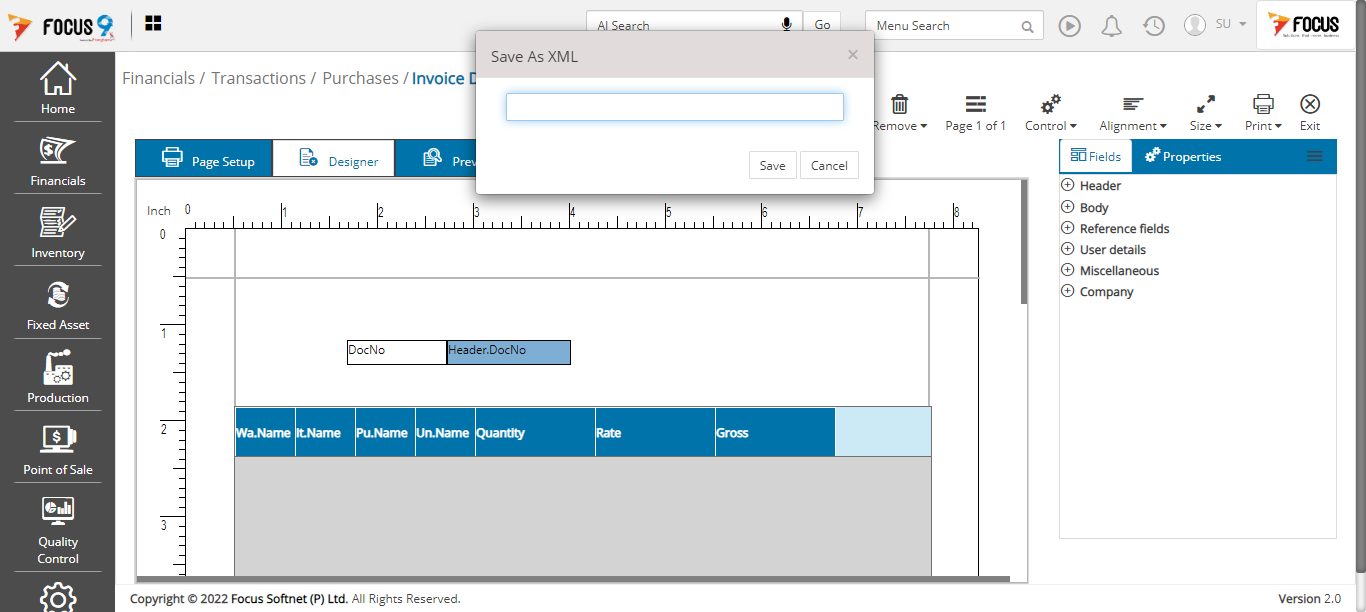 FOCUS 9
AI Search
Go
Menu Search
SU
FOCUS
Save As XML
×
Save
Cancel
Home
Financials
Inventory
Fixed Asset
Production
Point of Sale
Quality
Control
Financials / Transactions / Purchases / Invoice D
Remove
Page 1 of 1
Control
Alignment
Size
Print
Exit
Page Setup
Designer
Prev
Fields
Properties
Header
Body
Reference fields
User details
Miscellaneous
Company
Inch
0 1 2 3 4 5 6 7 8
0
1
2
3
DocNo
Header.DocNo
Wa.Name It.Name Pu.Name Un.Name Quantity Rate Gross
Copyright © 2022 Focus Softnet (P) Ltd. All Rights Reserved.
Version 2.0